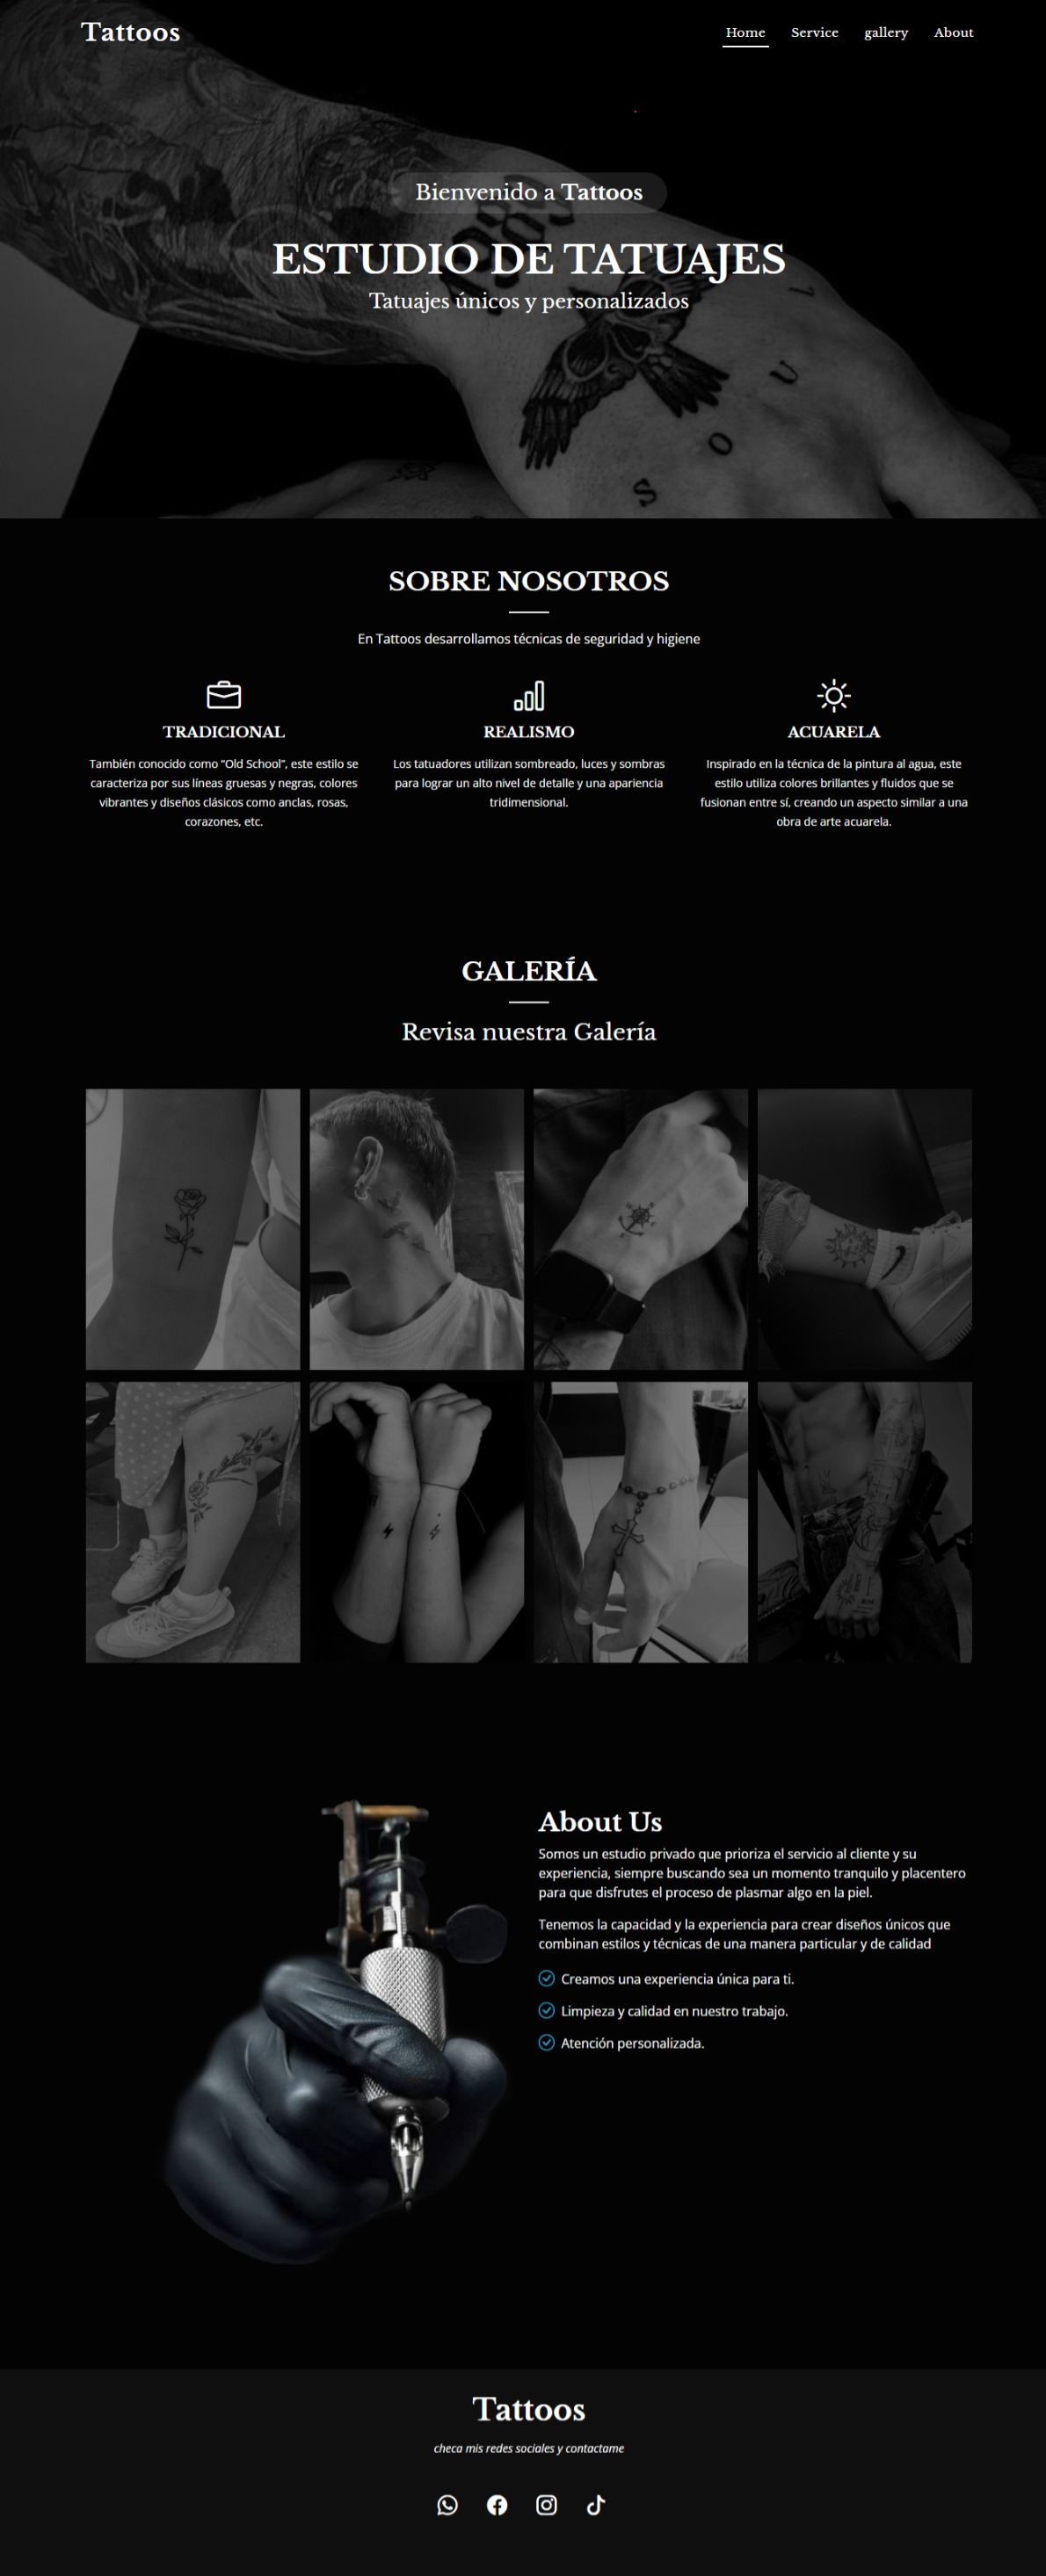 Tattoos
Home Service gallery About
Bienvenido a Tattoos
ESTUDIO DE TATUAJES
Tatuajes únicos y personalizados
L
U
O
S
SOBRE NOSOTROS
En Tattoos desarrollamos técnicas de seguridad y higiene
TRADICIONAL
También conocido como “Old School”, este estilo se
caracteriza por sus líneas gruesas y negras, colores
vibrantes y diseños clásicos como anclas, rosas,
corazones, etc.
REALISMO
Los tatuadores utilizan sombreado, luces y sombras
para lograr un alto nivel de detalle y una apariencia
tridimensional.
ACUARELA
Inspirado en la técnica de la pintura al agua, este
estilo utiliza colores brillantes y fluidos que se
fusionan entre sí, creando un aspecto similar a una
obra de arte acuarela.
GALERÍA
Revisa nuestra Galería
About Us
Somos un estudio privado que prioriza el servicio al cliente y su
experiencia, siempre buscando sea un momento tranquilo y placentero
para que disfrutes el proceso de plasmar algo en la piel.
Tenemos la capacidad y la experiencia para crear diseños únicos que
combinan estilos y técnicas de una manera particular y de calidad
Creamos una experiencia única para ti.
Limpieza y calidad en nuestro trabajo.
Atención personalizada.
Tattoos
checa mis redes sociales y contactame